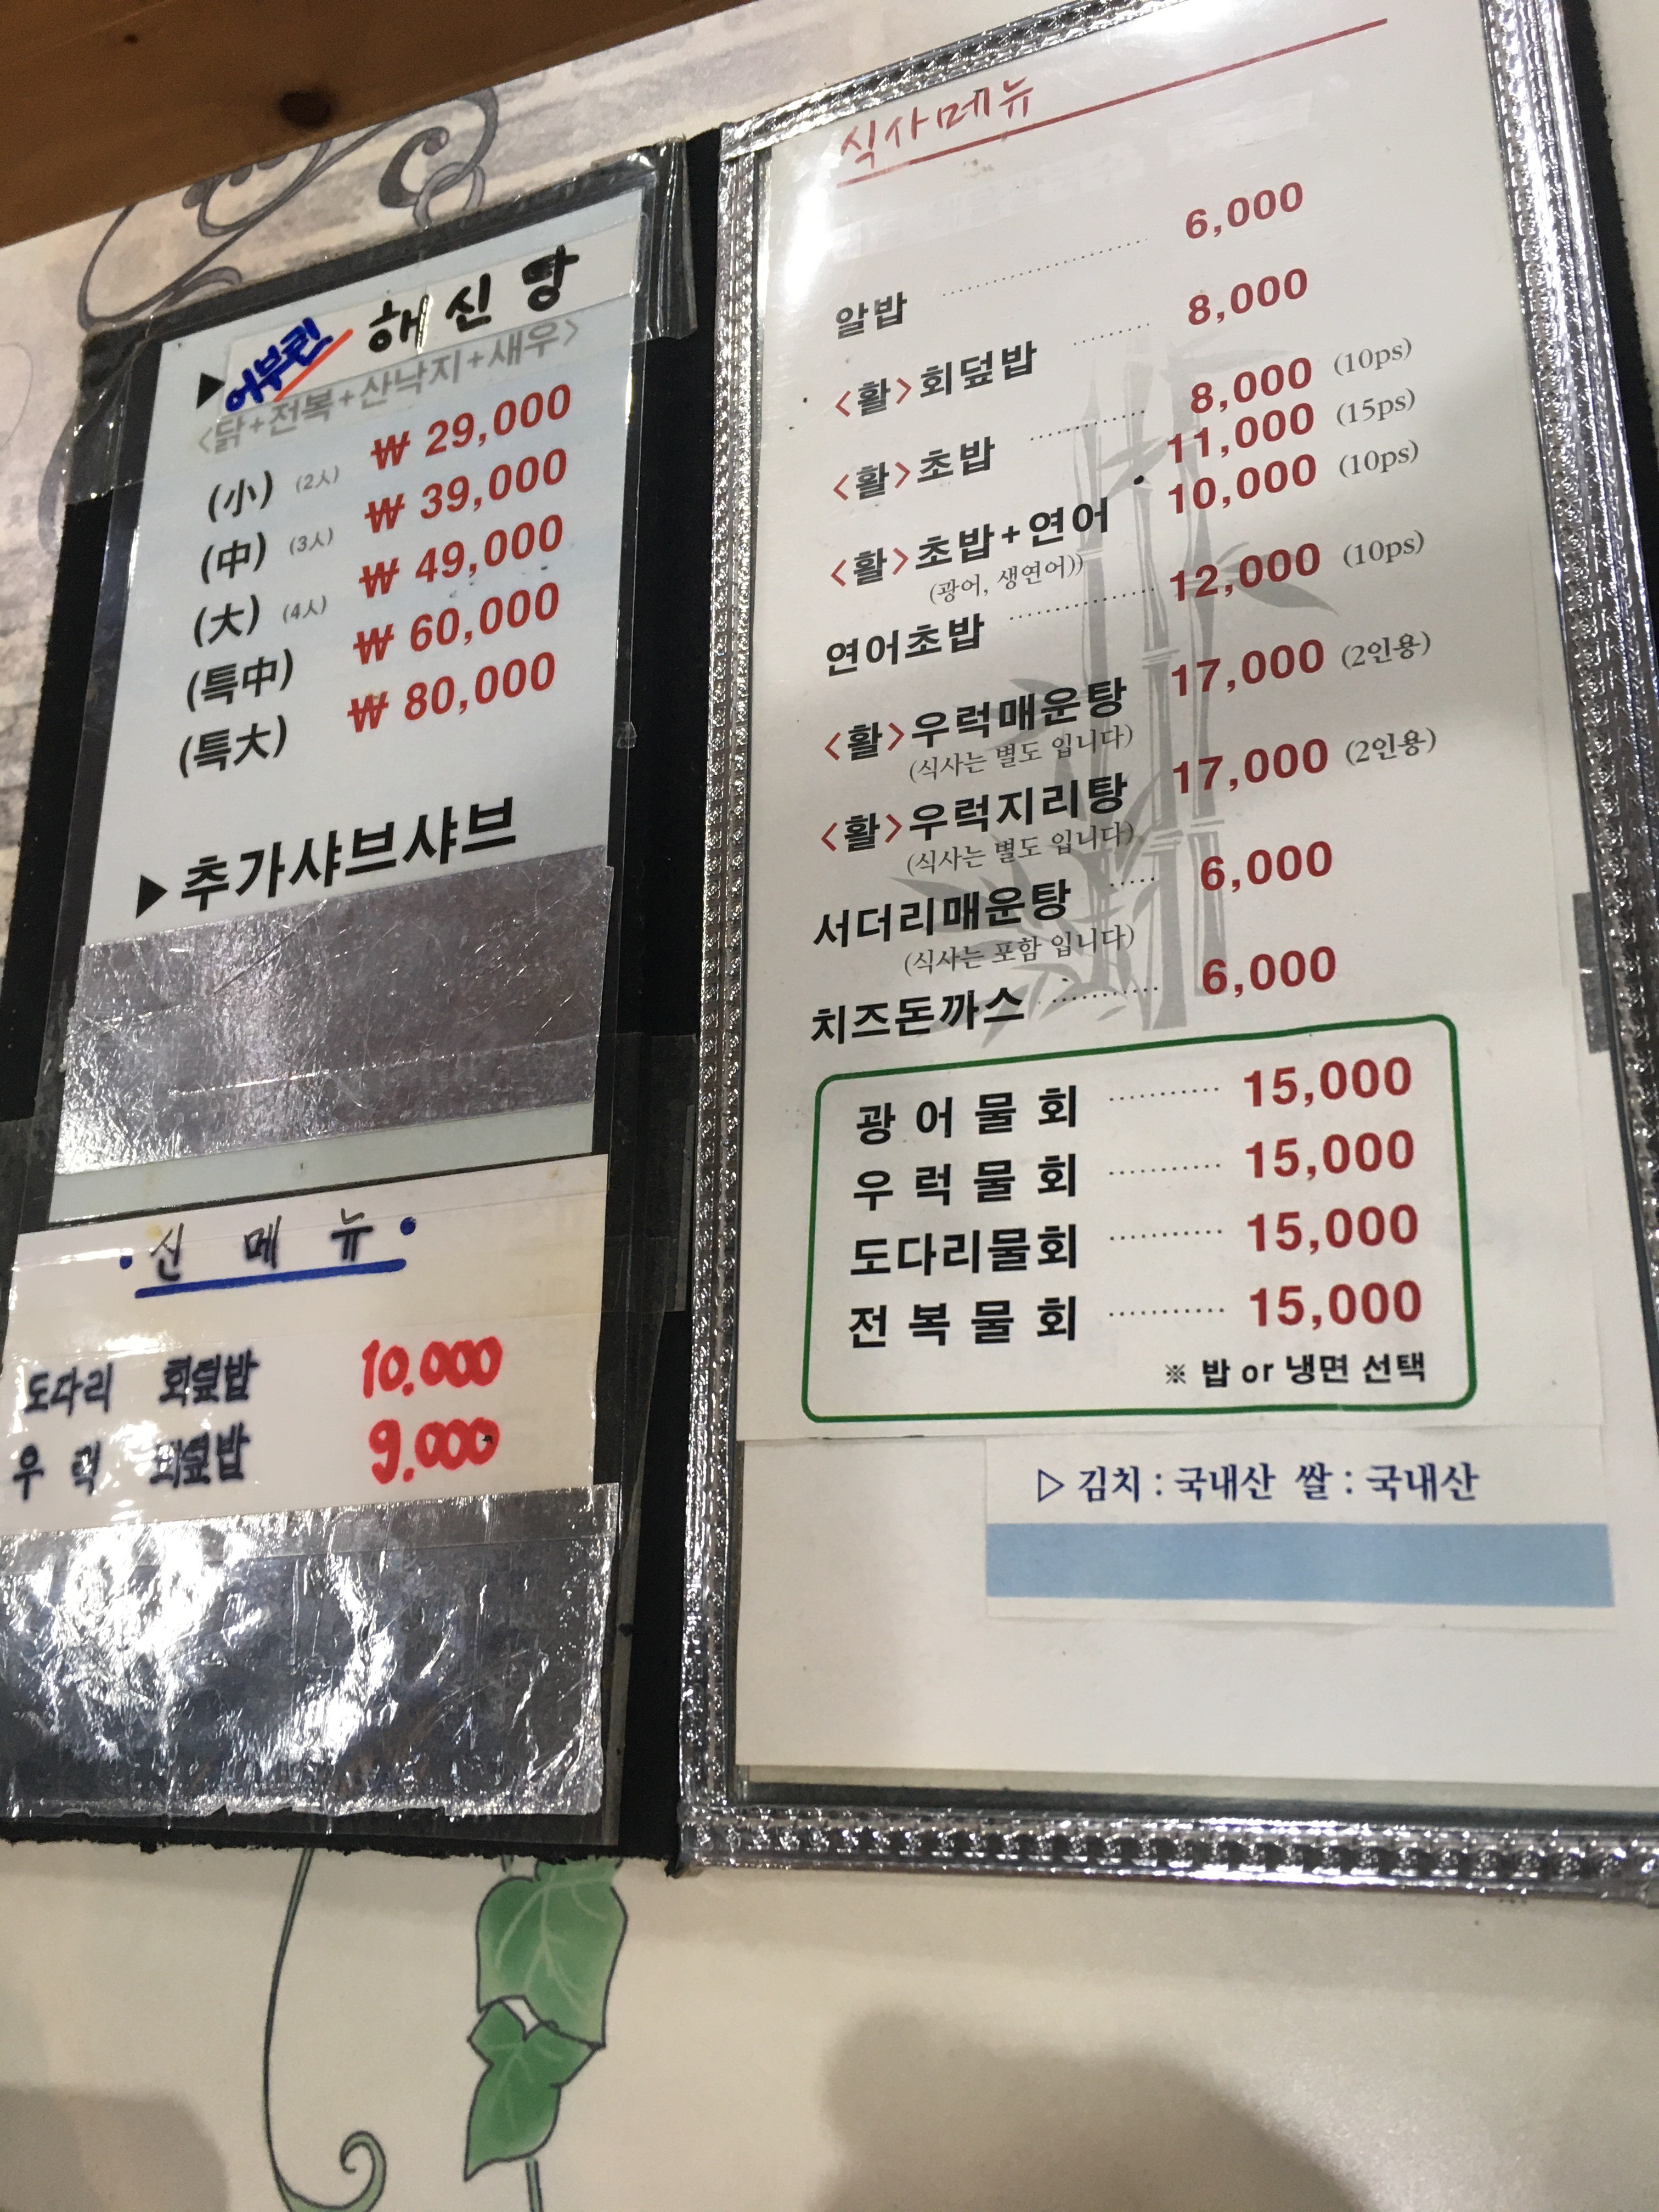 ▶어부킨 해신탕
<닭+전복+산낙지+새우>
(小) (2人) ₩ 29,000
(中) (3人) ₩ 39,000
(大) (4人) ₩ 49,000
(특中) ₩ 60,000
(특大) ₩ 80,000
▶추가샤브샤브
• 신 메 뉴 •
도다리 회덮밥 10.000
우럭 회덮밥 9.000
식사메뉴
알밥 6,000
<활>회덮밥 8,000
<활>초밥 8,000 (10ps)
11,000 (15ps)
<활>초밥+연어 10,000 (10ps)
(광어, 생연어))
연어초밥 12,000 (10ps)
<활>우럭매운탕 17,000 (2인용)
(식사는 별도 입니다)
<활>우럭지리탕 17,000 (2인용)
(식사는 별도 입니다)
서더리매운탕 6,000
(식사는 포함 입니다)
치즈돈까스 6,000
광어물회 15,000
우럭물회 15,000
도다리물회 15,000
전복물회 15,000
※ 밥 or 냉면 선택
▷ 김치 : 국내산 쌀 : 국내산